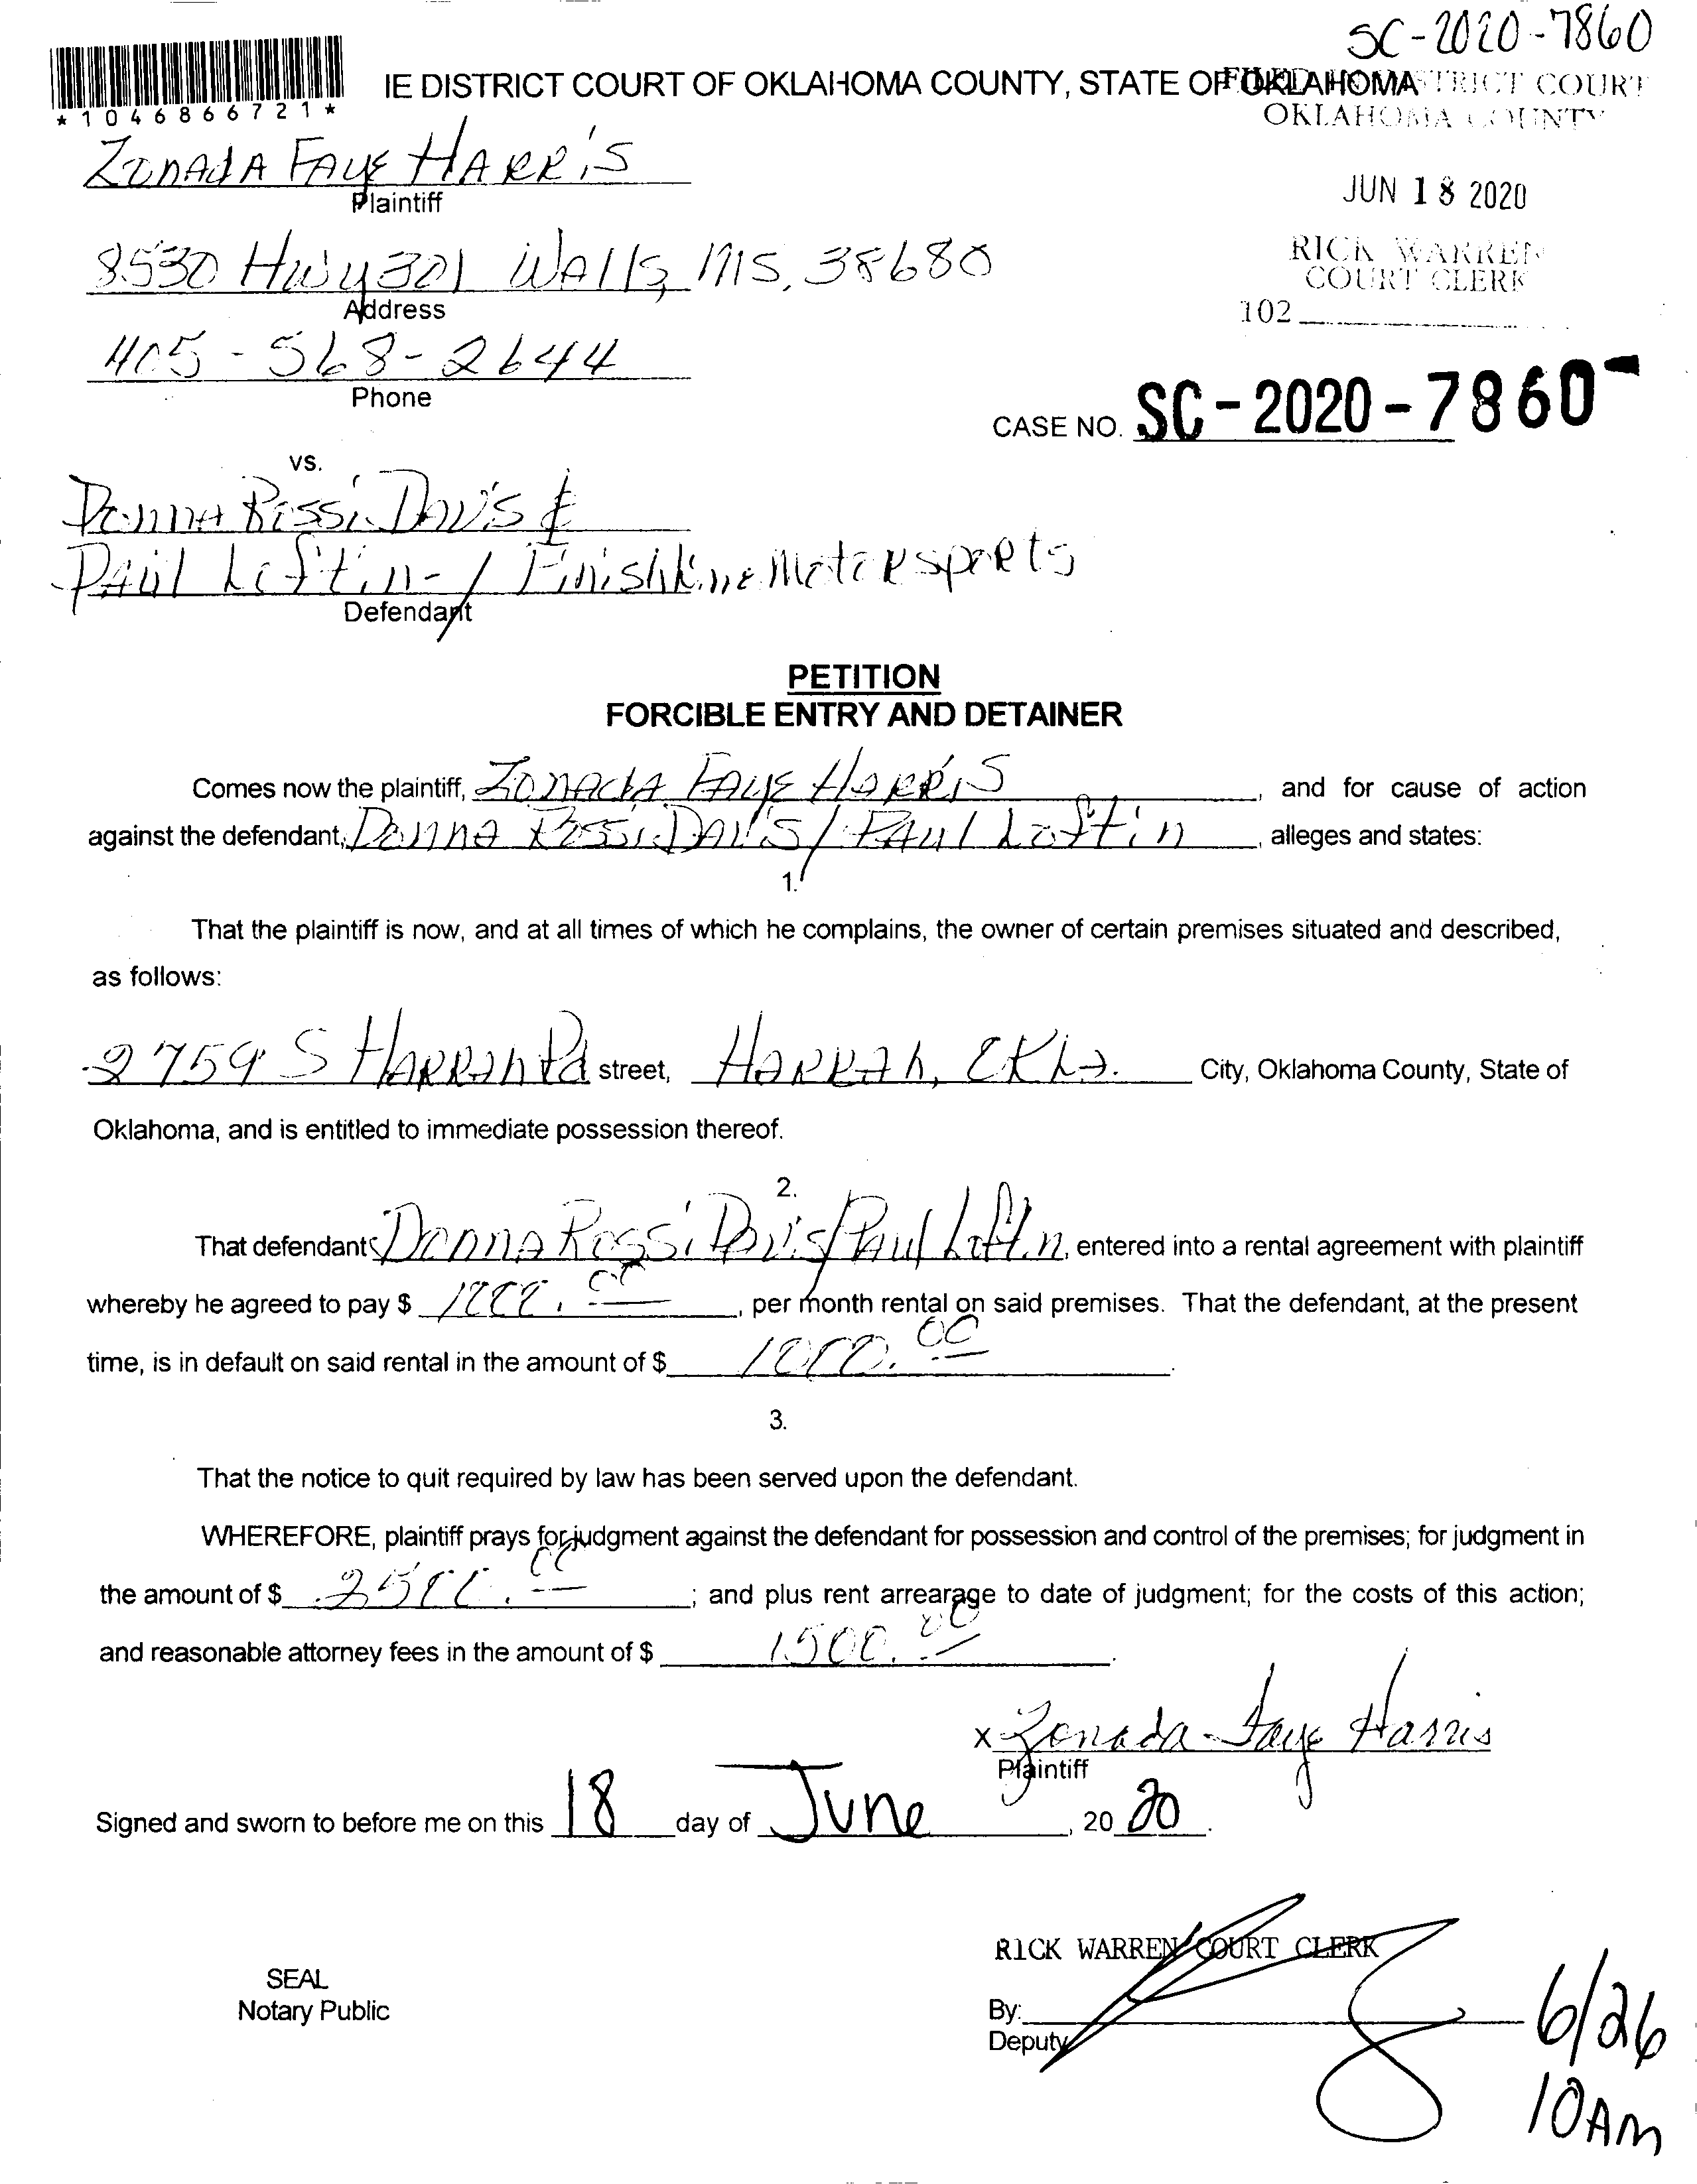 SC-2020-7860
IE DISTRICT COURT OF OKLAHOMA COUNTY, STATE OF OKLAHOMA
FILED IN DISTRICT COURT
OKLAHOMA COUNTY
*1046866721*
ZONADA FAYE HARRIS
Plaintiff
JUN 18 2020
8530 Hwy 301 WALLS, MIS, 38680
Address
RICK WARREN
COURT CLERK
102
405-568-2644
Phone
CASE NO. SC-2020-7860
vs.
DONNA ROSSI DAVIS &
PAUL Loftin - / Finishline MotorSports
Defendant
PETITION
FORCIBLE ENTRY AND DETAINER
Comes now the plaintiff, ZONADA FAYE HARRIS, and for cause of action
against the defendant, DONNA ROSSI DAVIS / PAUL Loftin, alleges and states:
1.
That the plaintiff is now, and at all times of which he complains, the owner of certain premises situated and described,
as follows:
2759 S HARRAH Rd street, HARRAH, OKLA. City, Oklahoma County, State of
Oklahoma, and is entitled to immediate possession thereof.
2.
That defendant DONNA ROSSI DAVIS/PAUL Loftin, entered into a rental agreement with plaintiff
whereby he agreed to pay $ 1000.00, per month rental on said premises. That the defendant, at the present
time, is in default on said rental in the amount of $ 1000.00.
3.
That the notice to quit required by law has been served upon the defendant.
WHEREFORE, plaintiff prays for judgment against the defendant for possession and control of the premises; for judgment in
the amount of $ 2500.00; and plus rent arrearage to date of judgment; for the costs of this action;
and reasonable attorney fees in the amount of $ 1500.00.
x Zonada Faye Harris
Plaintiff
Signed and sworn to before me on this 18 day of June, 2020.
RICK WARREN COURT CLERK
SEAL
Notary Public
By:
Deputy
6/26
10AM